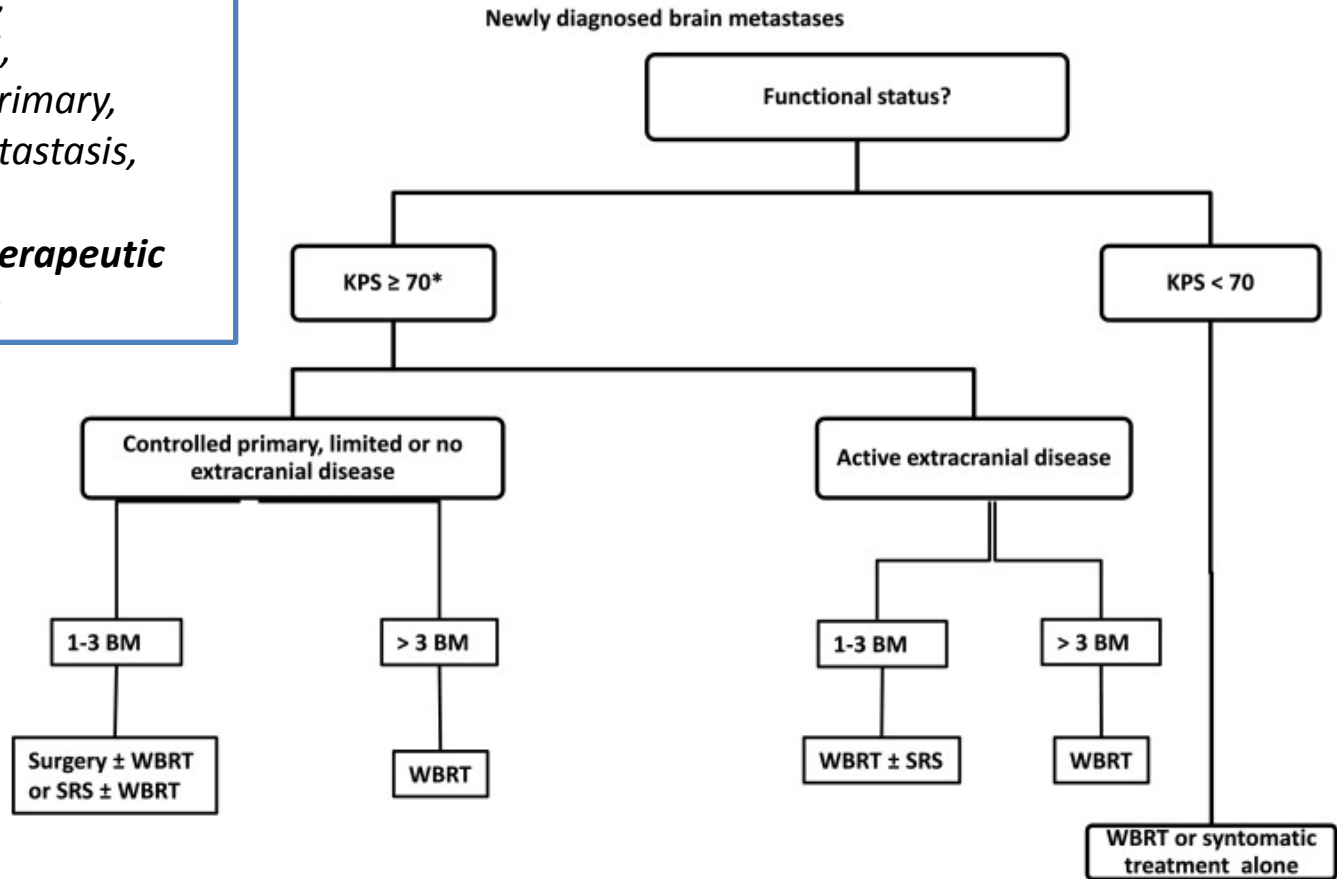 rimary,
tastasis,
erapeutic
Newly diagnosed brain metastases
Functional status?
KPS ≥ 70*
KPS < 70
Controlled primary, limited or no
extracranial disease
Active extracranial disease
1-3 BM
> 3 BM
1-3 BM
> 3 BM
Surgery ± WBRT
or SRS ± WBRT
WBRT
WBRT ± SRS
WBRT
WBRT or syntomatic
treatment alone